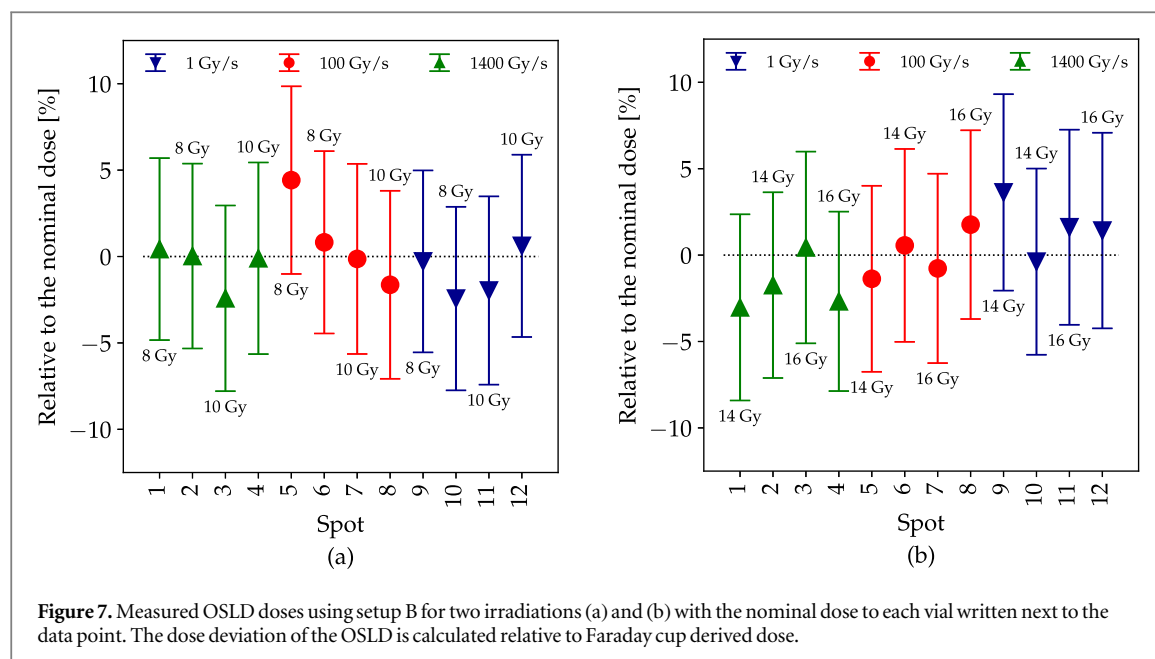 1 Gy/s 100 Gy/s 1400 Gy/s
Relative to the nominal dose [%]
10
5
0
−5
−10
8 Gy
8 Gy
10 Gy
10 Gy
8 Gy
8 Gy
10 Gy
10 Gy
8 Gy
8 Gy
10 Gy
10 Gy
1 2 3 4 5 6 7 8 9 10 11 12
Spot
(a)
1 Gy/s 100 Gy/s 1400 Gy/s
Relative to the nominal dose [%]
10
5
0
−5
−10
14 Gy
14 Gy
16 Gy
16 Gy
14 Gy
14 Gy
16 Gy
16 Gy
14 Gy
14 Gy
16 Gy
16 Gy
1 2 3 4 5 6 7 8 9 10 11 12
Spot
(b)
Figure 7. Measured OSLD doses using setup B for two irradiations (a) and (b) with the nominal dose to each vial written next to the
data point. The dose deviation of the OSLD is calculated relative to Faraday cup derived dose.